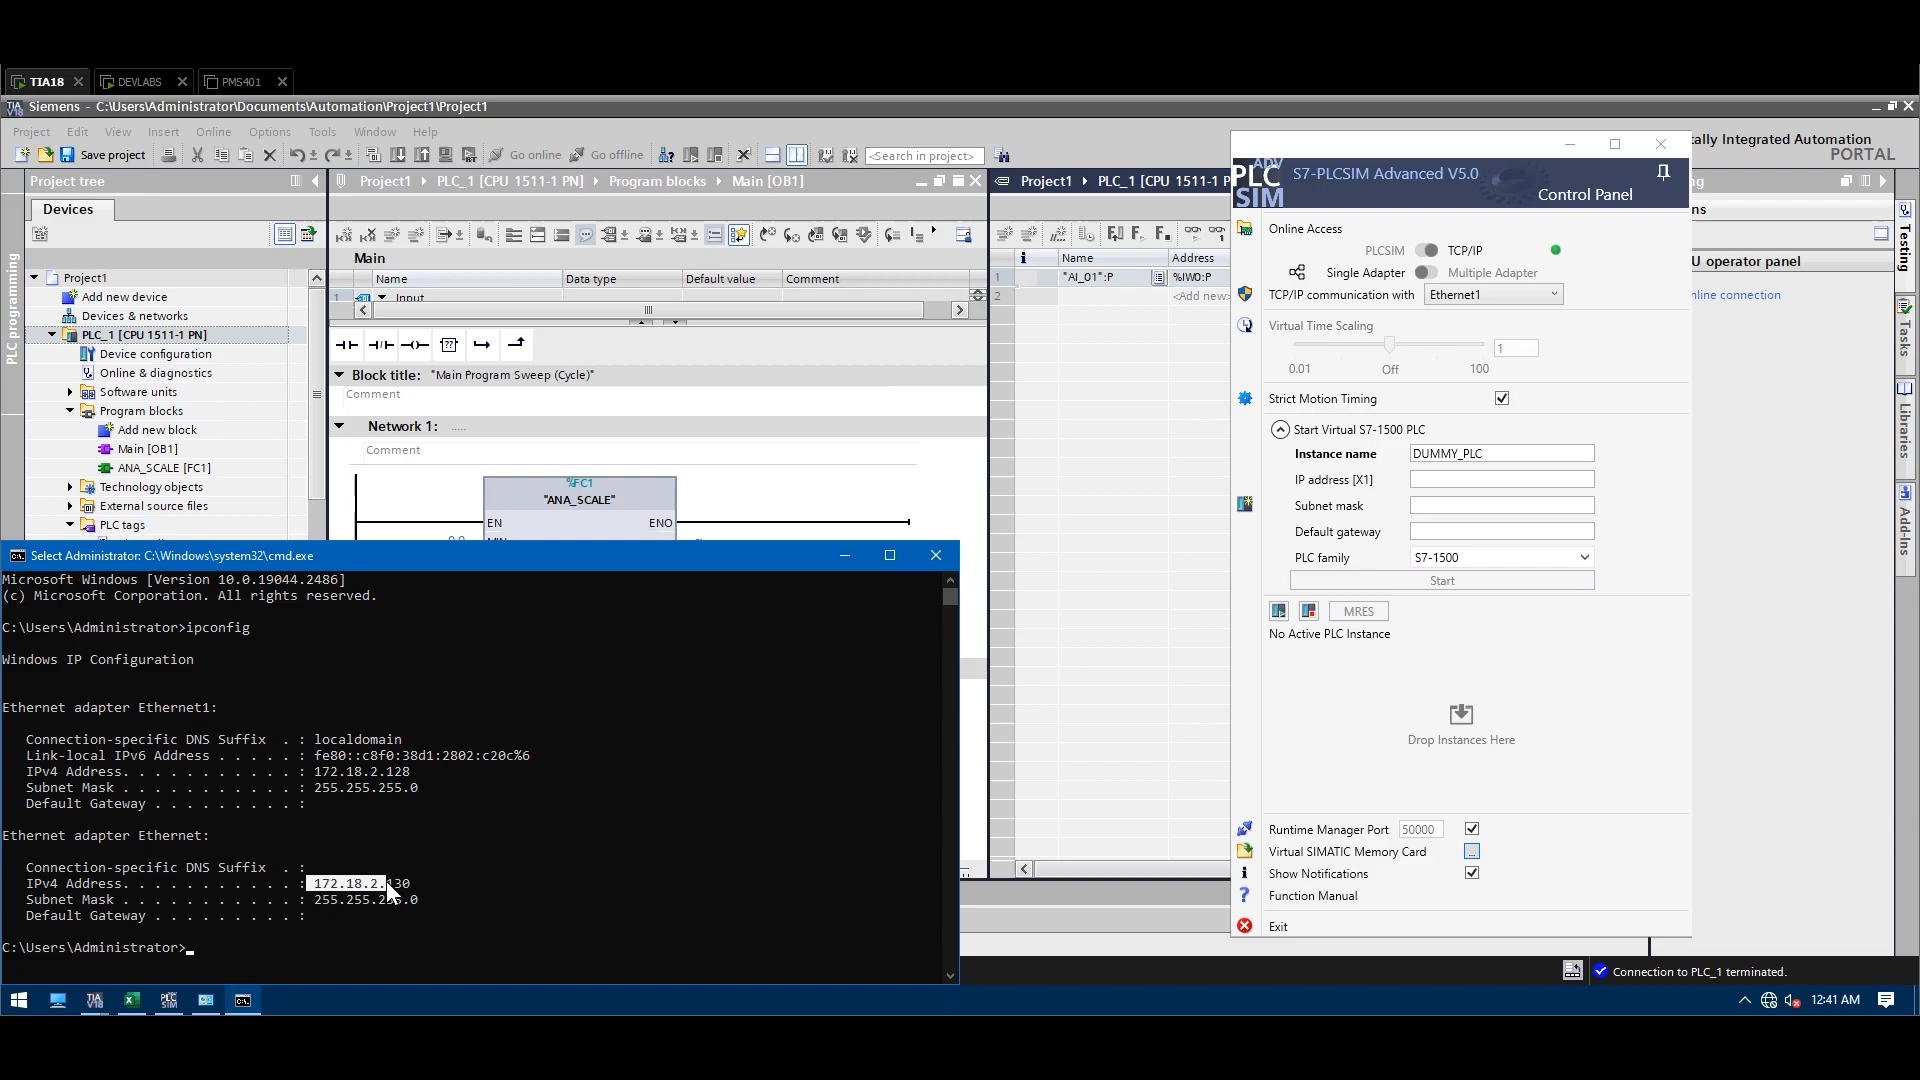 TIA18
DEVLABS
PMS401
Siemens - C:\Users\Administrator\Documents\Automation\Project1\Project1
Project Edit View Insert Online Options Tools Window Help
Save project
Go online
Go offline
<Search in project>
tally Integrated Automation
PORTAL
Project tree
Devices
PLC programming
Project1
Add new device
Devices & networks
PLC_1 [CPU 1511-1 PN]
Device configuration
Online & diagnostics
Software units
Program blocks
Add new block
Main [OB1]
ANA_SCALE [FC1]
Technology objects
External source files
PLC tags
Project1 PLC_1 [CPU 1511-1 PN] Program blocks Main [OB1]
Main
Name Data type Default value Comment
1 Input
Block title: "Main Program Sweep (Cycle)"
Comment
Network 1: .....
Comment
%FC1
"ANA_SCALE"
EN ENO
Project1 PLC_1 [CPU 1511-1 P
i Name Address
1 "AI_01":P %IW0:P
2 <Add new>
ADV
PLC
SIM
S7-PLCSIM Advanced V5.0
Control Panel
Online Access
PLCSIM TCP/IP
Single Adapter Multiple Adapter
TCP/IP communication with Ethernet1
Virtual Time Scaling
1
0.01 Off 100
Strict Motion Timing
Start Virtual S7-1500 PLC
Instance name DUMMY_PLC
IP address [X1]
Subnet mask
Default gateway
PLC family S7-1500
Start
MRES
No Active PLC Instance
Drop Instances Here
Runtime Manager Port 50000
Virtual SIMATIC Memory Card ...
Show Notifications
Function Manual
Exit
ng
ns
U operator panel
nline connection
Testing
Tasks
Libraries
Add-Ins
Select Administrator: C:\Windows\system32\cmd.exe
Microsoft Windows [Version 10.0.19044.2486]
(c) Microsoft Corporation. All rights reserved.
C:\Users\Administrator>ipconfig
Windows IP Configuration
Ethernet adapter Ethernet1:
Connection-specific DNS Suffix . : localdomain
Link-local IPv6 Address . . . . . : fe80::c8f0:38d1:2802:c20c%6
IPv4 Address. . . . . . . . . . . : 172.18.2.128
Subnet Mask . . . . . . . . . . . : 255.255.255.0
Default Gateway . . . . . . . . . :
Ethernet adapter Ethernet:
Connection-specific DNS Suffix . :
IPv4 Address. . . . . . . . . . . : 172.18.2.130
Subnet Mask . . . . . . . . . . . : 255.255.255.0
Default Gateway . . . . . . . . . :
C:\Users\Administrator>
Connection to PLC_1 terminated.
12:41 AM